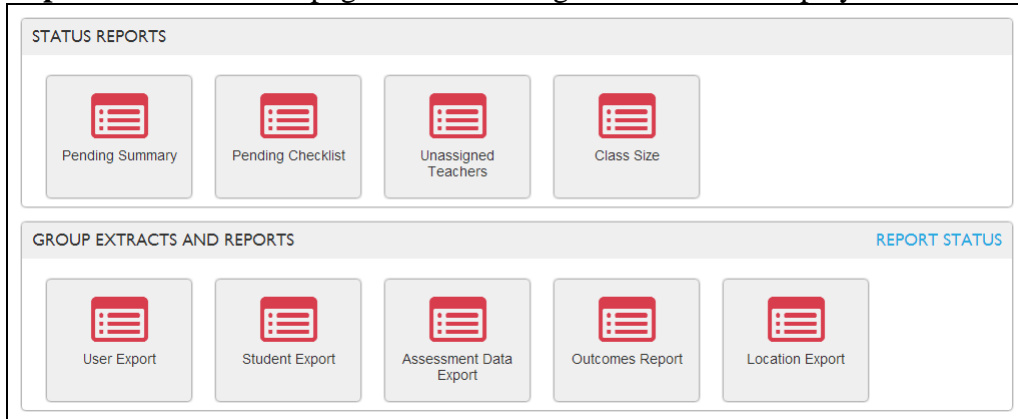 STATUS REPORTS
Pending Summary
Pending Checklist
Unassigned
Teachers
Class Size
GROUP EXTRACTS AND REPORTS
REPORT STATUS
User Export
Student Export
Assessment Data
Export
Outcomes Report
Location Export